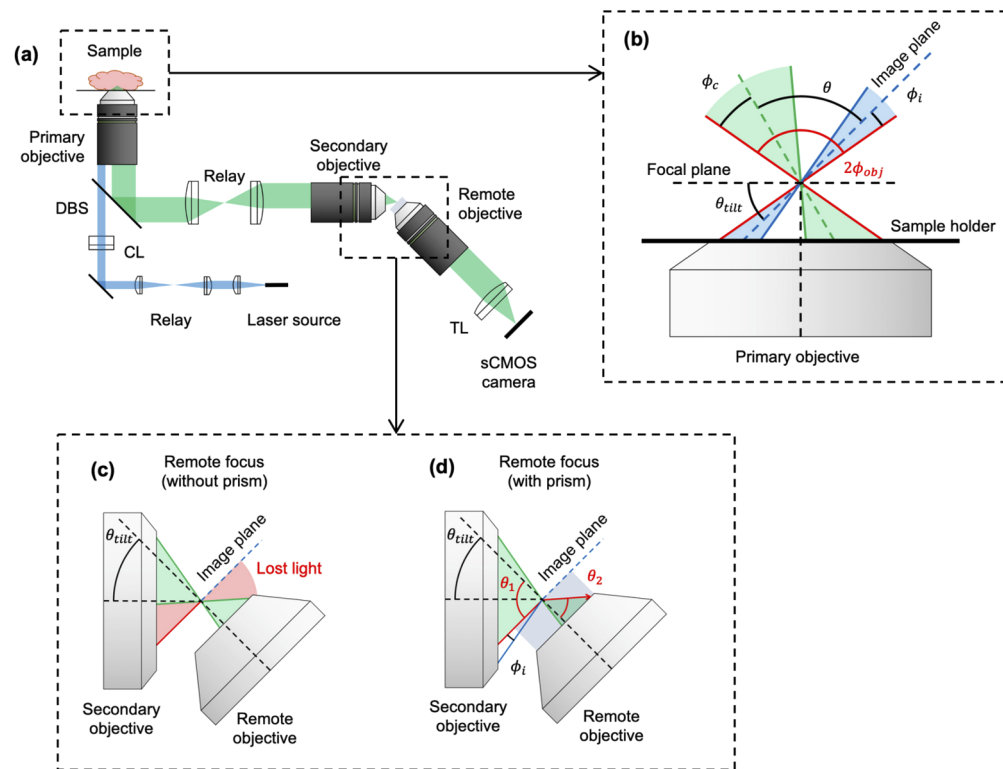 (a)
Sample
Primary
objective
DBS
CL
Relay
Relay
Laser source
Secondary
objective
Remote
objective
TL
sCMOS
camera
(b)
ϕc
θ
Image plane
ϕi
2ϕobj
Focal plane
θtilt
Sample holder
Primary objective
(c)
Remote focus
(without prism)
θtilt
Image plane
Lost light
Secondary
objective
Remote
objective
(d)
Remote focus
(with prism)
θtilt
Image plane
θ1
θ2
ϕi
Secondary
objective
Remote
objective